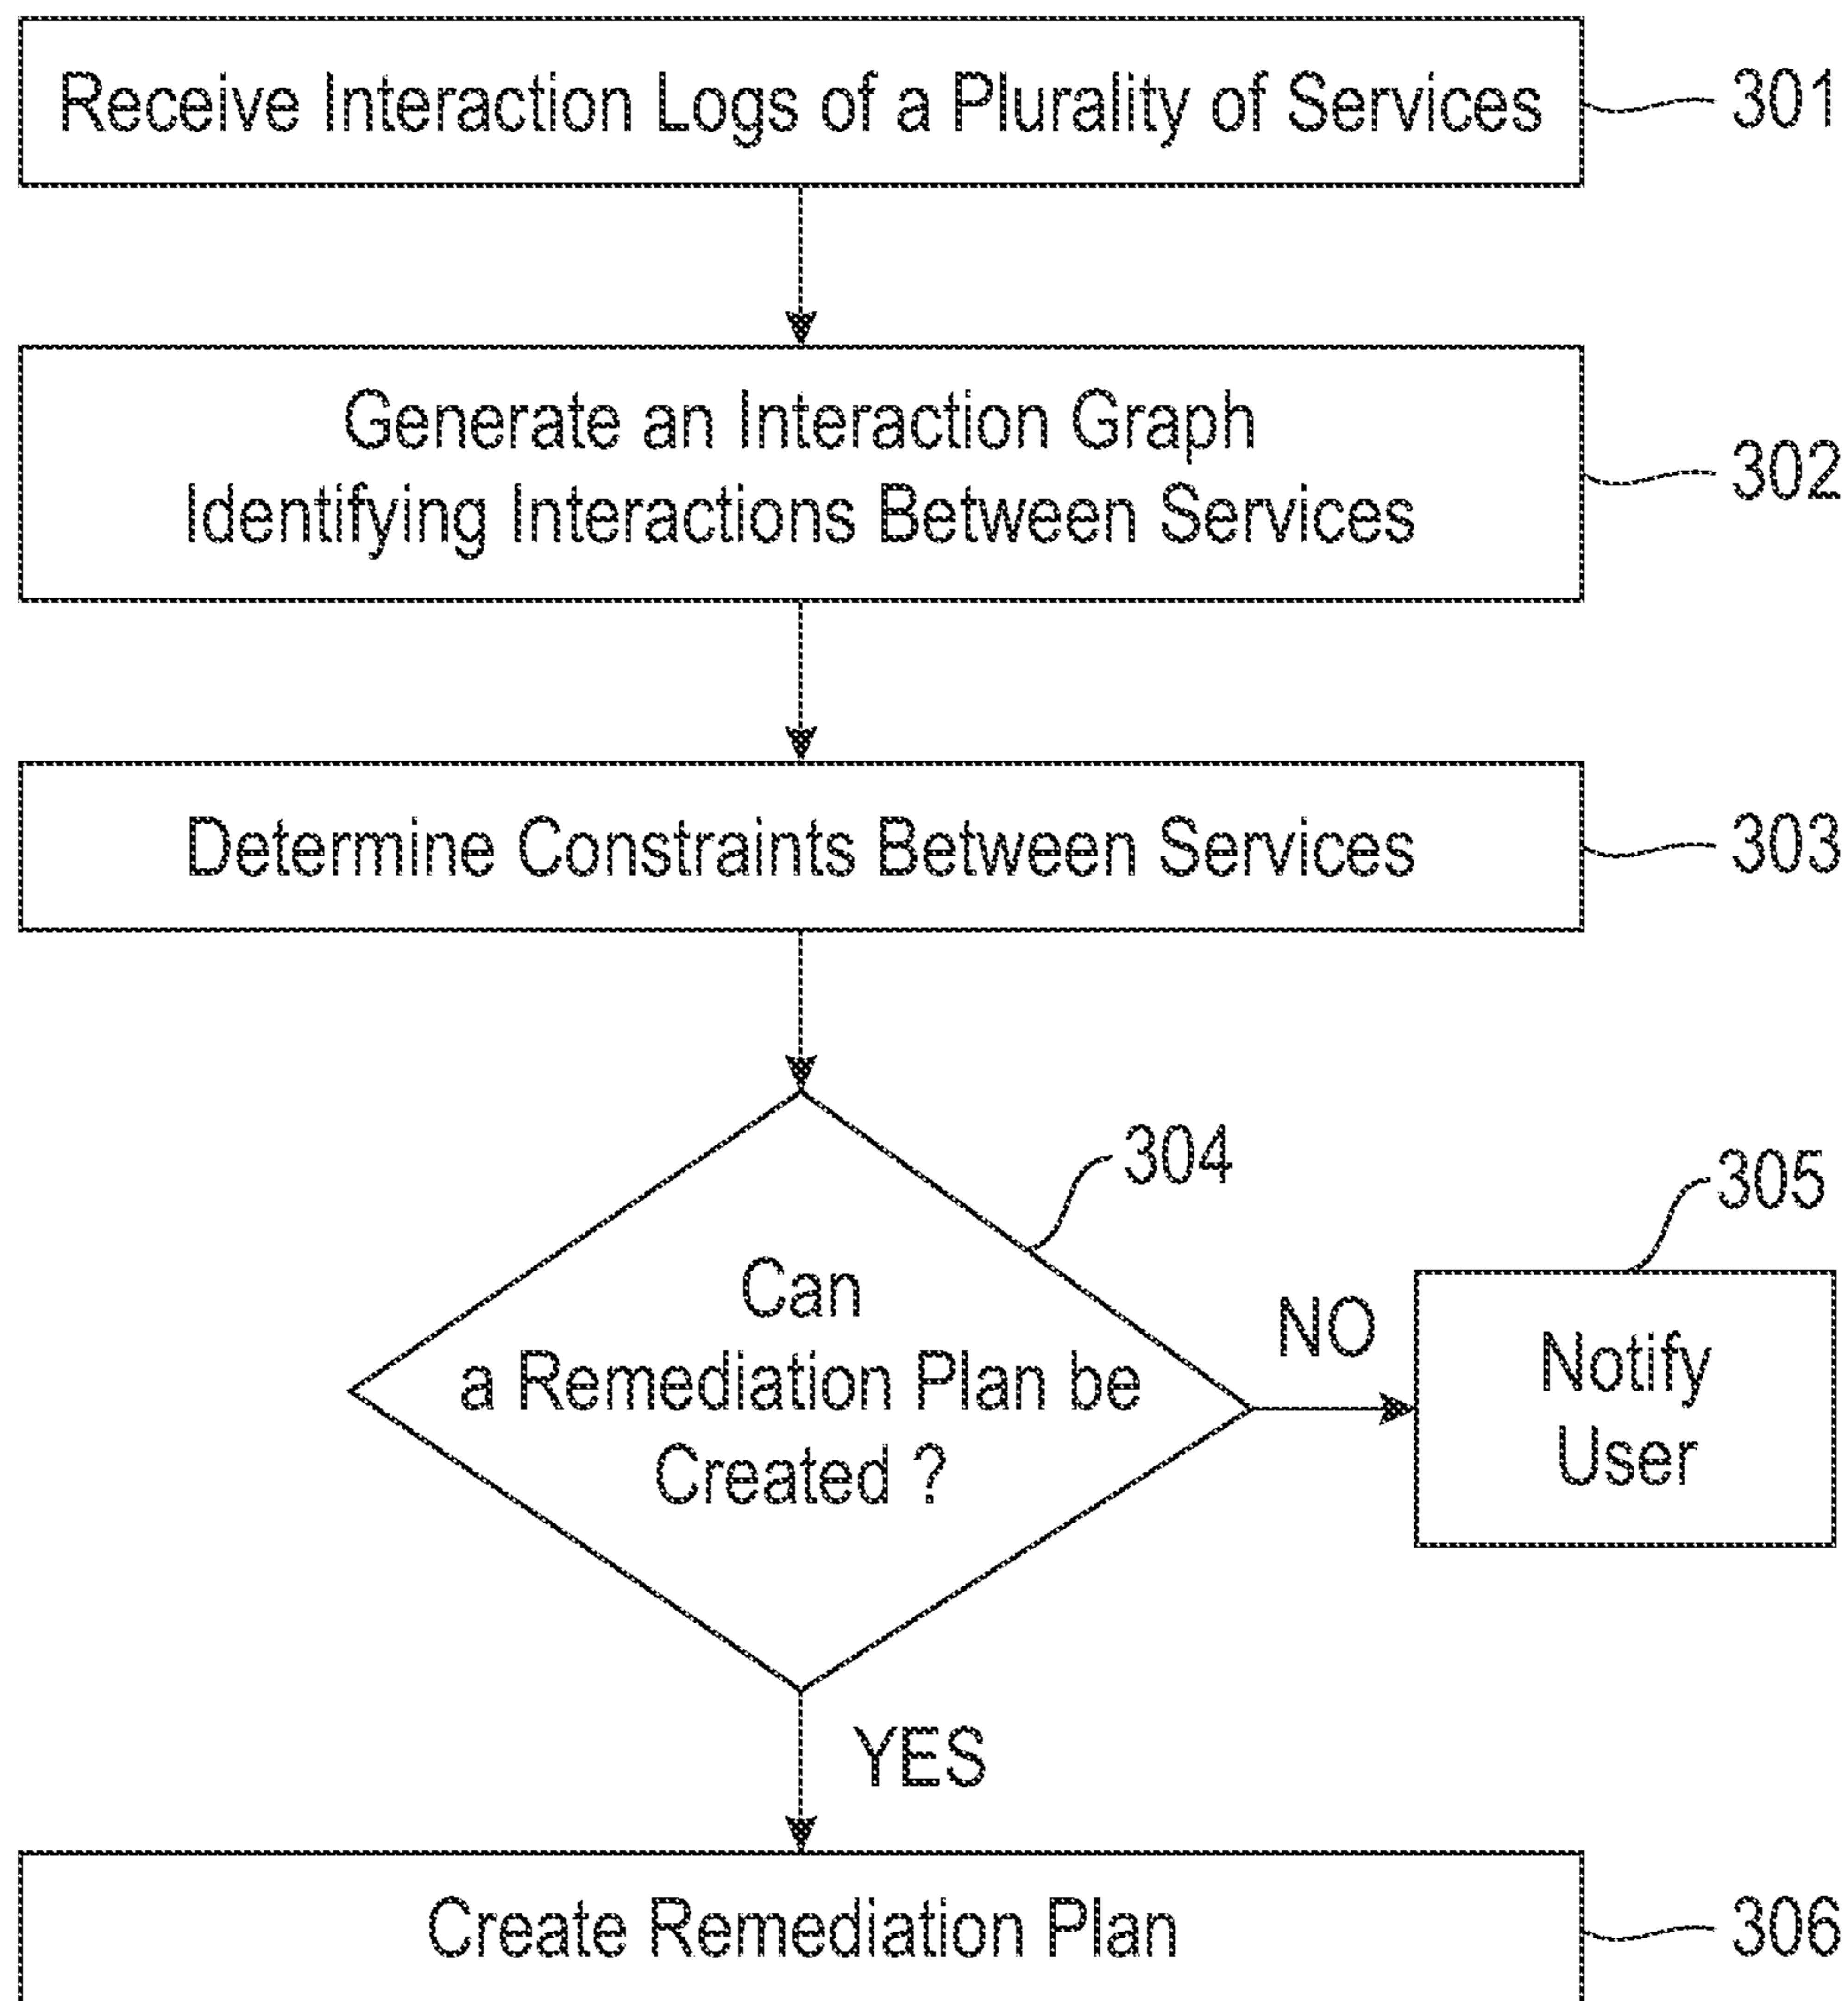 Receive Interaction Logs of a Plurality of Services
301
Generate an Interaction Graph
Identifying Interactions Between Services
302
Determine Constraints Between Services
303
304
Can
a Remediation Plan be
Created ?
NO
305
Notify
User
YES
Create Remediation Plan
306